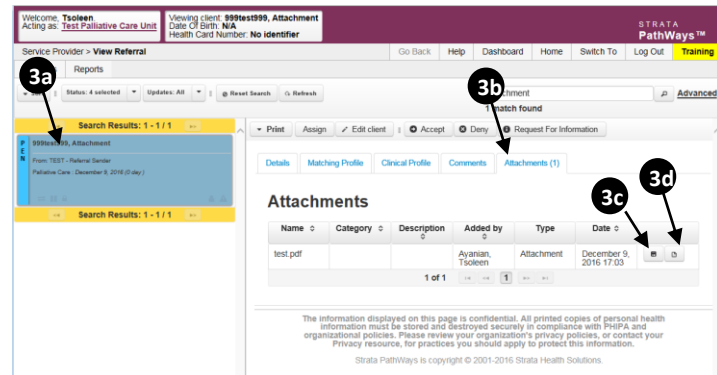 Welcome, Tsoleen.
Acting as: Test Palliative Care Unit
Viewing client: 999test999, Attachment
Date Of Birth: N/A
Health Card Number: No identifier
STRATA
PathWays™
Service Provider > View Referral
Go Back Help Dashboard Home Switch To Log Out Training
3a
Reports
3b
Status: 4 selected Updates: All Reset Search Refresh
Advanced
1 match found
Search Results: 1 - 1 / 1
Print Assign Edit client Accept Deny Request For Information
PEN
999test999, Attachment
From: TEST - Referral Sender
Palliative Care : December 9, 2016 (0 day)
Details Matching Profile Clinical Profile Comments Attachments (1)
3c
3d
Search Results: 1 - 1 / 1
Attachments
Name Category Description Added by Type Date
test.pdf Ayanian, Tsoleen Attachment December 9, 2016 17:03
1 of 1 1
The information displayed on this page is confidential. All printed copies of personal health
information must be stored and destroyed securely in compliance with PHIPA and
organizational policies. Please review your organization's privacy policies, or contact your
Privacy resource, for practices you should apply to protect this information.
Strata PathWays is copyright © 2001-2016 Strata Health Solutions